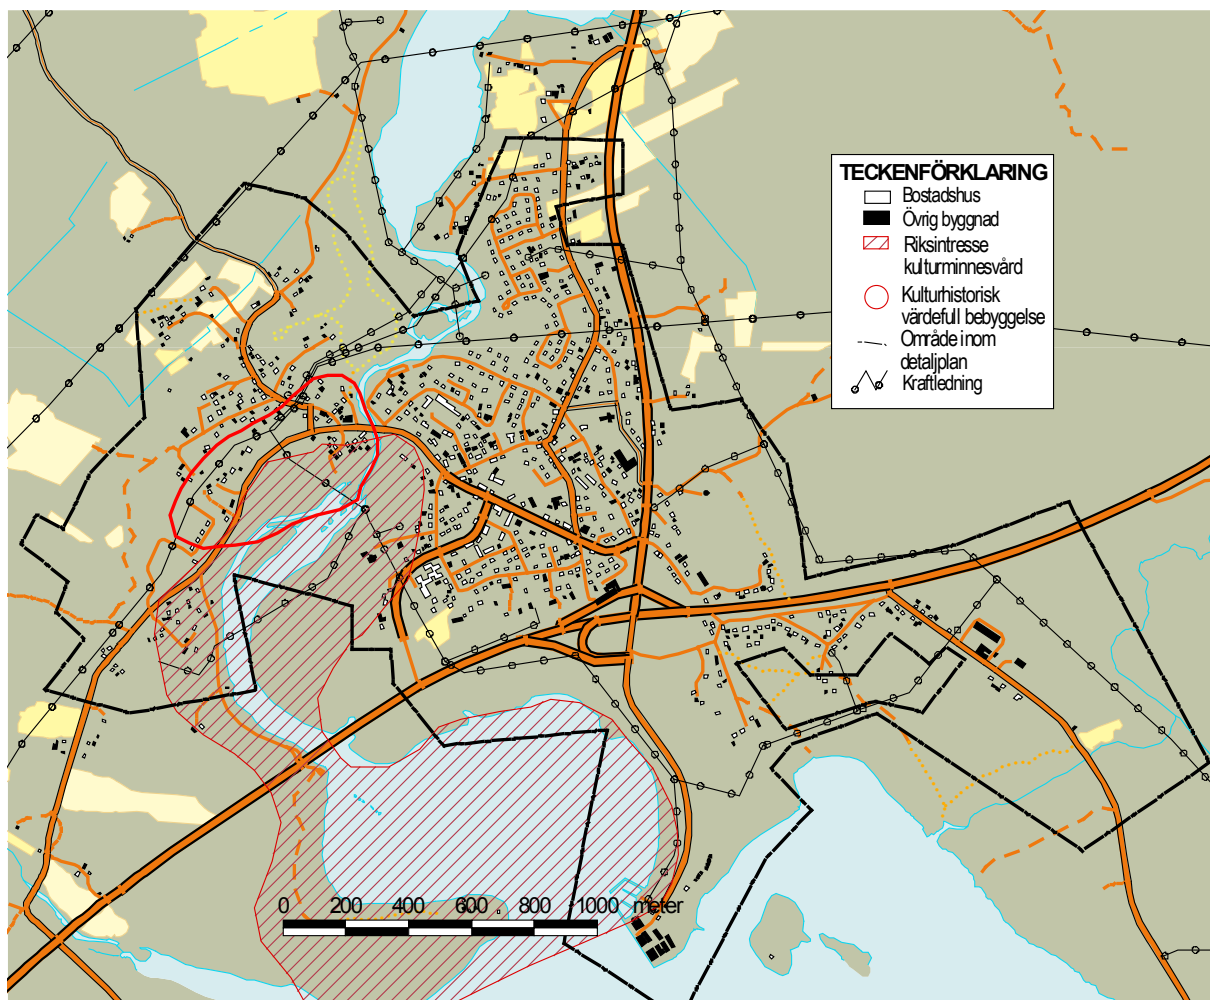 TECKENFÖRKLARING
Bostadshus
Övrig byggnad
Riksintresse
kulturminnesvård
Kulturhistorisk
värdefull bebyggelse
Område inom
detaljplan
Kraftledning
0 200 400 600 800 1000 meter